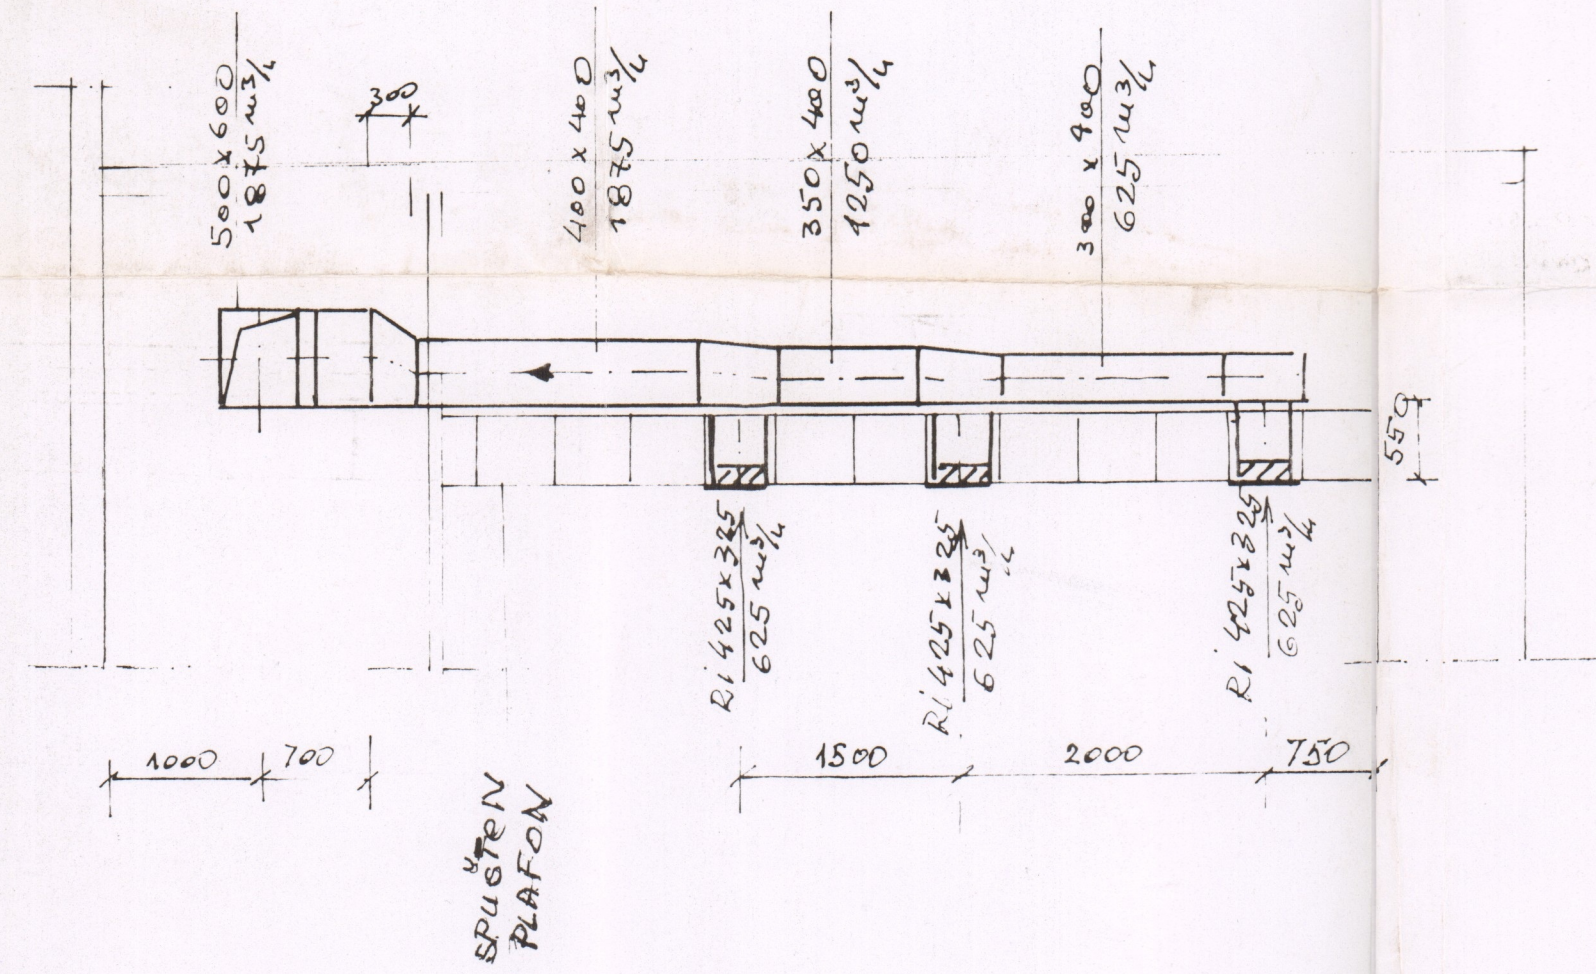 500 x 600
1875 m³/h
300
400 x 400
1875 m³/h
350 x 400
1250 m³/h
300 x 400
625 m³/h
550
Ri 425x325
625 m³/h
Ri 425x325
625 m³/h
Ri 425x325
625 m³/h
1000
700
1500
2000
750
SPUŠTEN
PLAFON